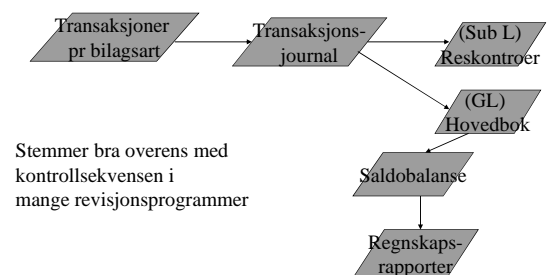 Transaksjoner
pr bilagsart
Transaksjons-
journal
(Sub L)
Reskontroer
(GL)
Hovedbok
Stemmer bra overens med
kontrollsekvensen i
mange revisjonsprogrammer
Saldobalanse
Regnskaps-
rapporter